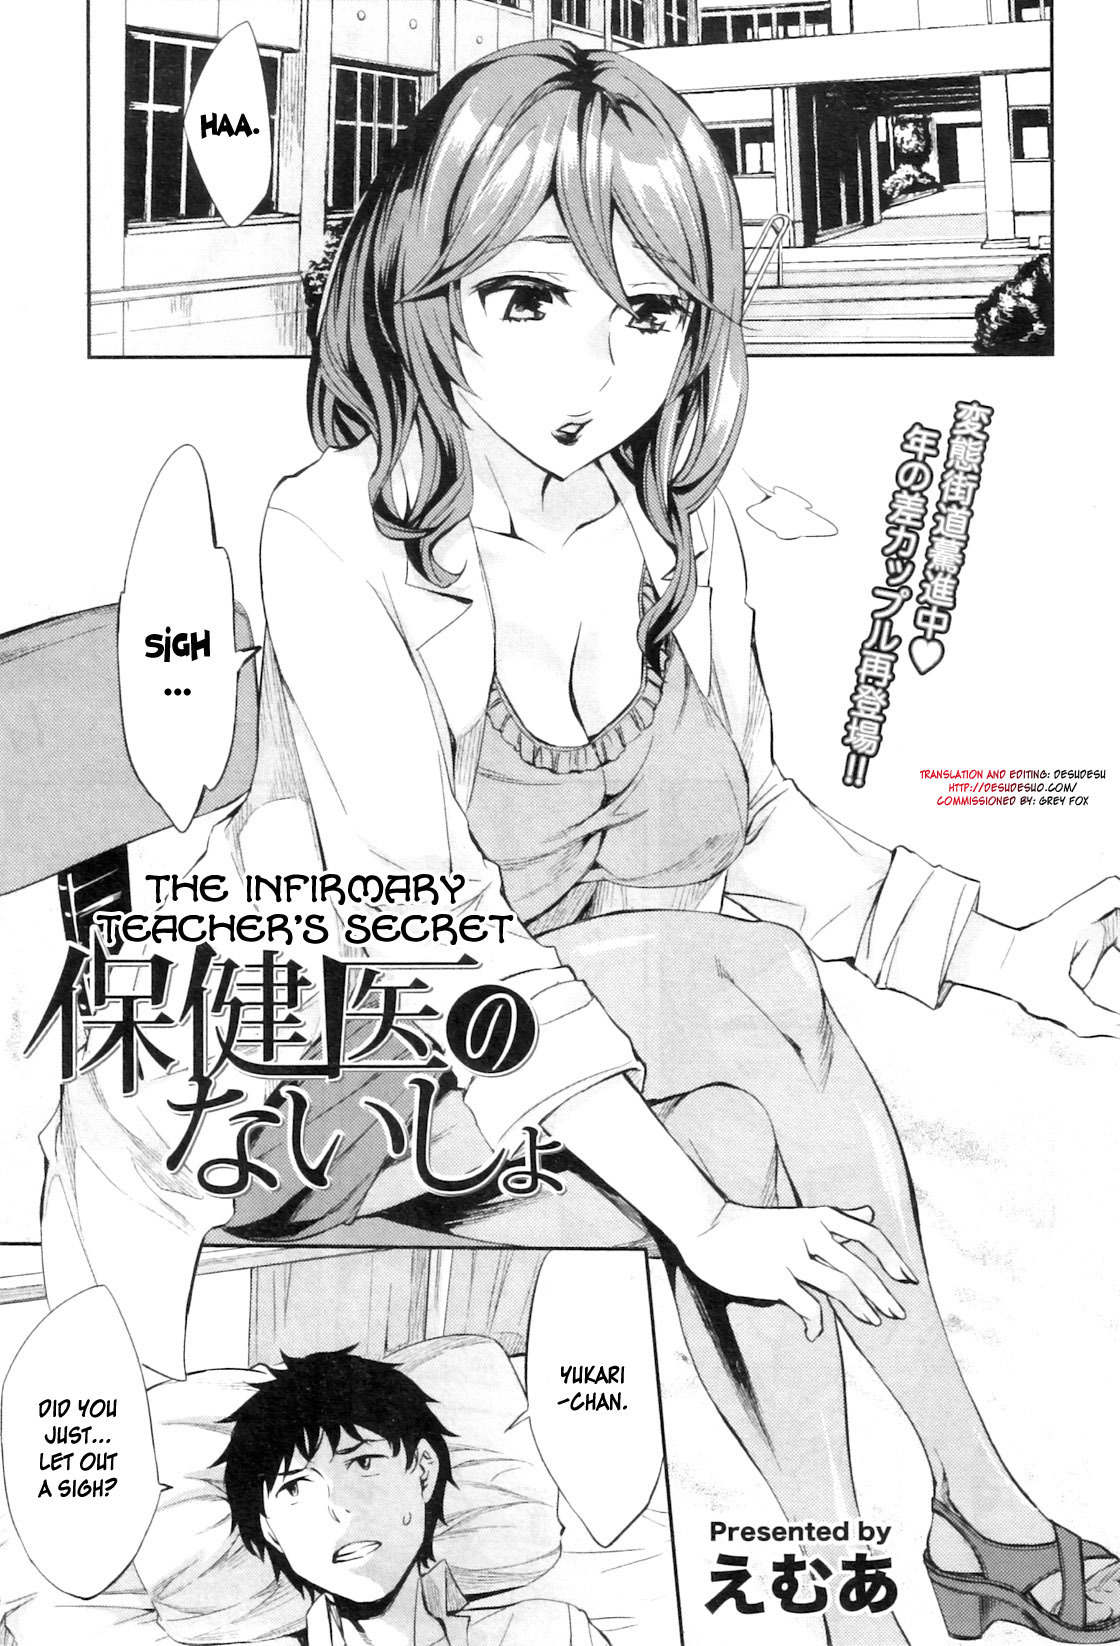 HAA.
変態街道驀進中♥
年の差カップル再登場!!
SIGH
...
TRANSLATION AND EDITING: DESUDESU
HTTP://DESUDESUO.COM/
COMMISSIONED BY: GREY FOX
THE INFIRMARY
TEACHER'S SECRET
保健医の
ないしょ
YUKARI
-CHAN.
DID YOU
JUST...
LET OUT
A SIGH?
Presented by
えむあ